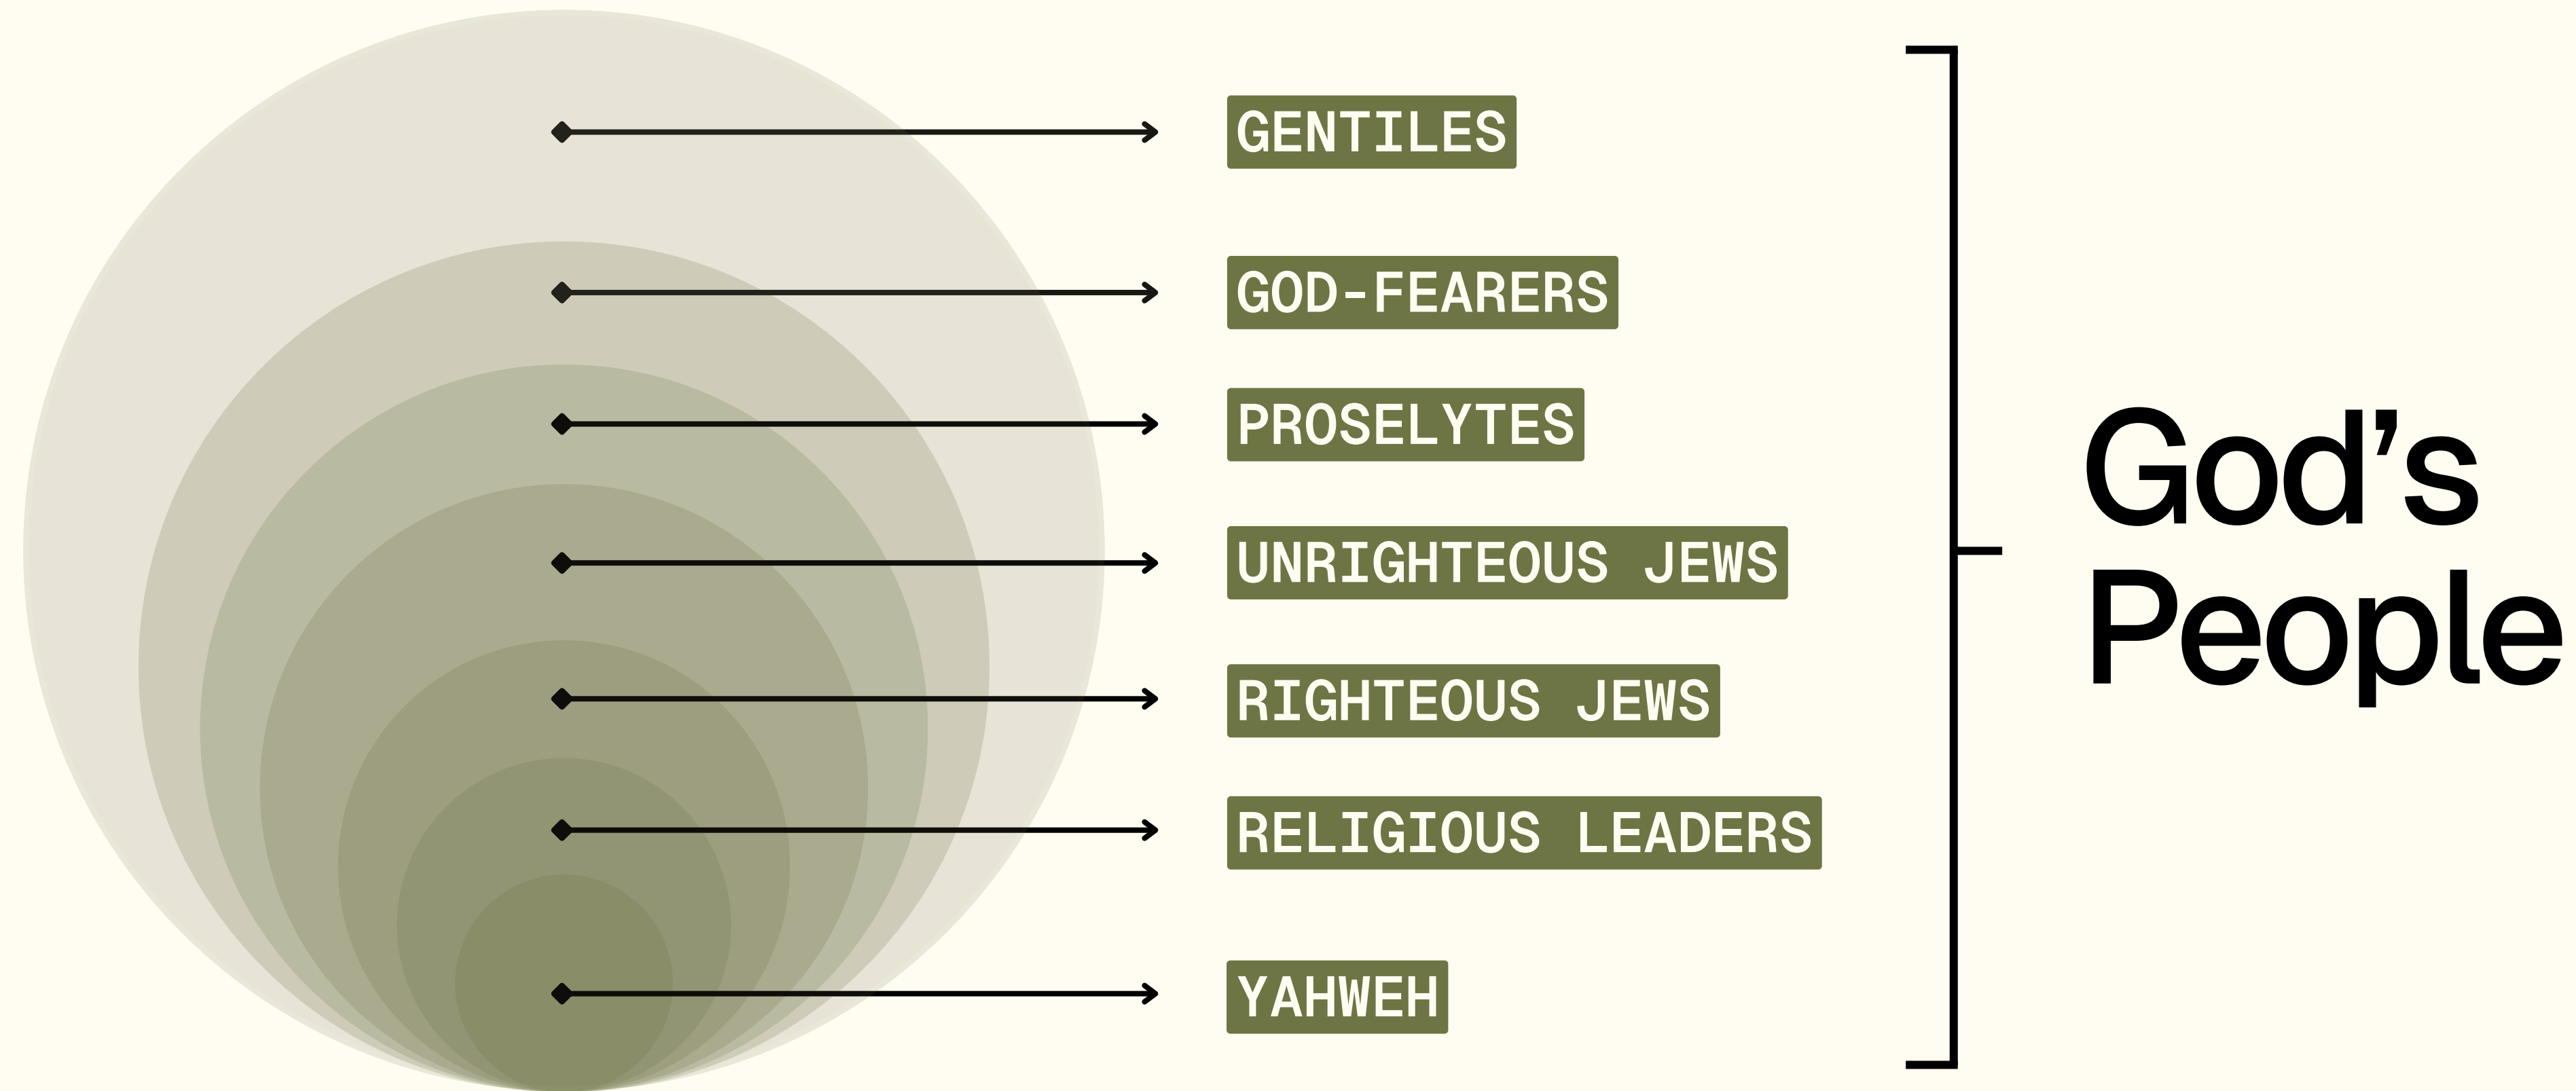 GENTILES
GOD-FEARERS
PROSELYTES
UNRIGHTEOUS JEWS
RIGHTEOUS JEWS
RELIGIOUS LEADERS
YAHWEH
God’s
People